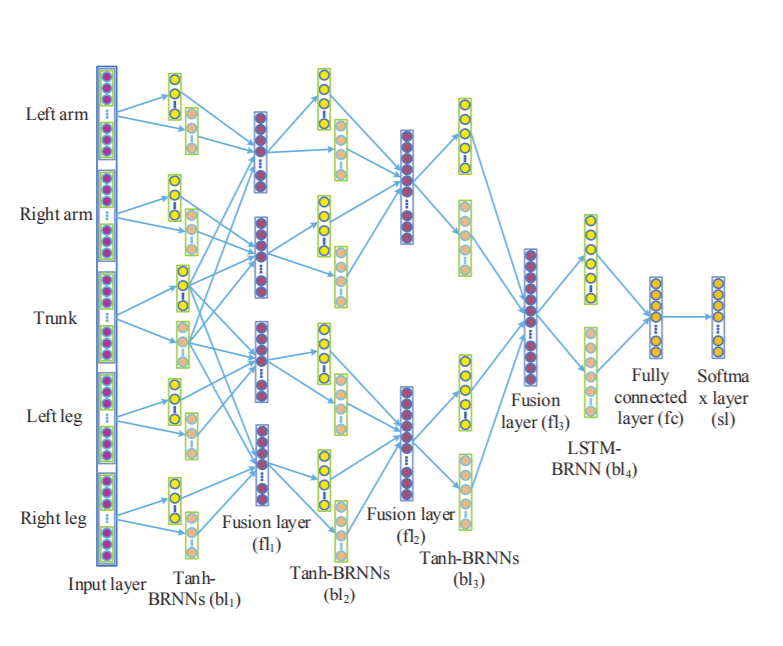 Left arm
Right arm
Trunk
Left leg
Right leg
Input layer
Tanh-
BRNNs (bl₁)
Fusion layer
(fl₁)
Tanh-BRNNs
(bl₂)
Fusion layer
(fl₂)
Tanh-BRNNs
(bl₃)
Fusion
layer (fl₃)
LSTM-
BRNN (bl₄)
Fully
connected
layer (fc)
Softma
x layer
(sl)